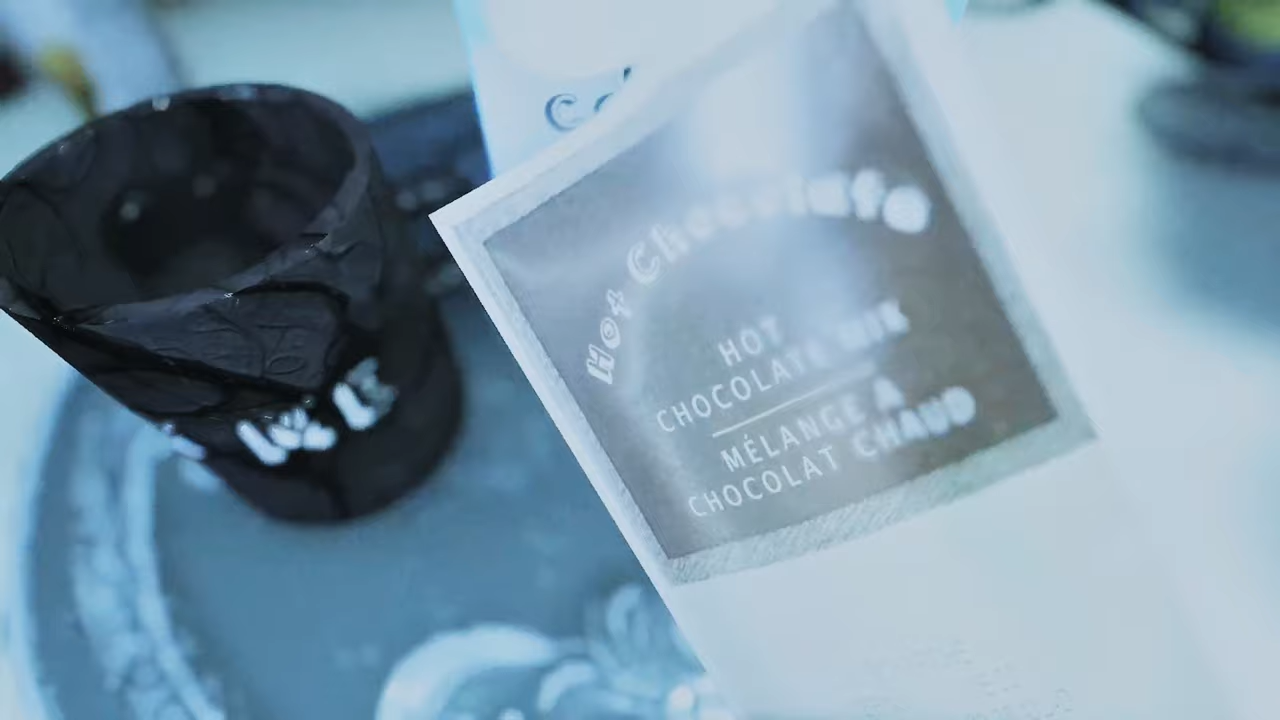 Hot Chocolate
HOT
CHOCOLATE MIX
MÉLANGE À
CHOCOLAT CHAUD